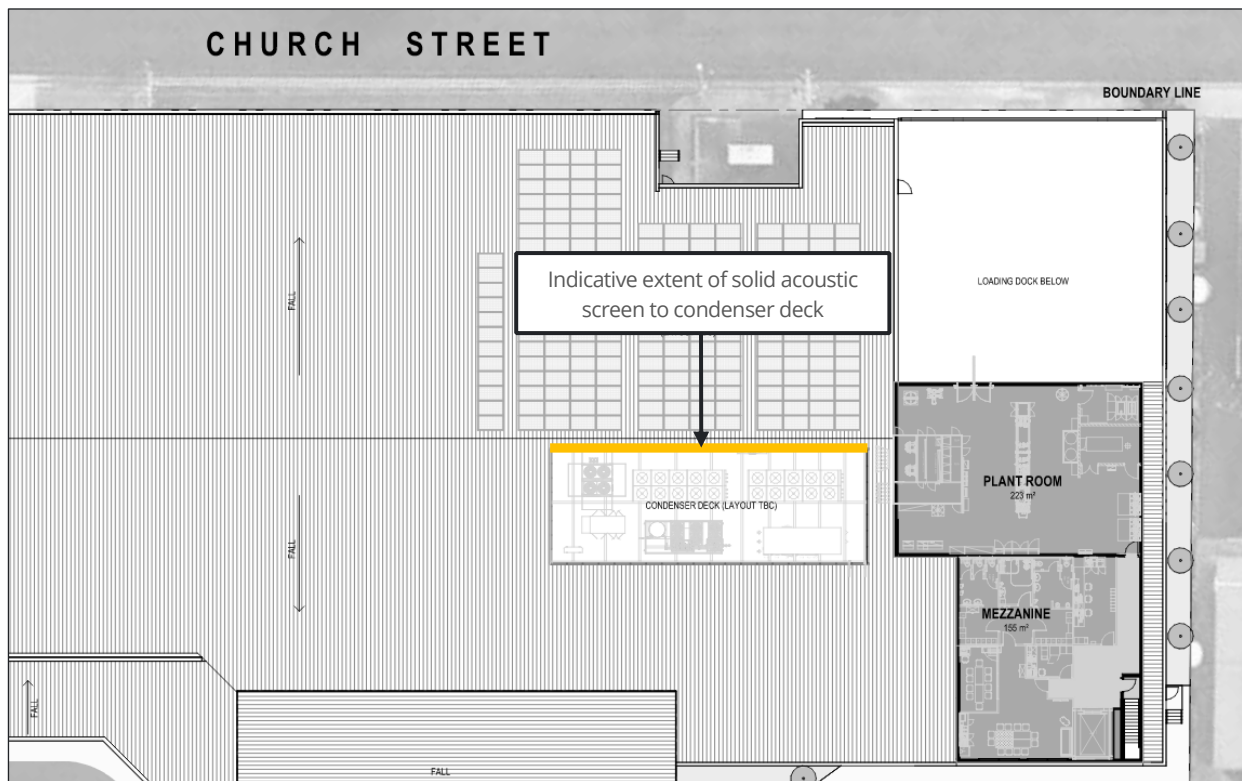 CHURCH STREET
BOUNDARY LINE
Indicative extent of solid acoustic
screen to condenser deck
LOADING DOCK BELOW
FALL
PLANT ROOM
223 m²
CONDENSER DECK (LAYOUT TBC)
FALL
MEZZANINE
155 m²
FALL
FALL